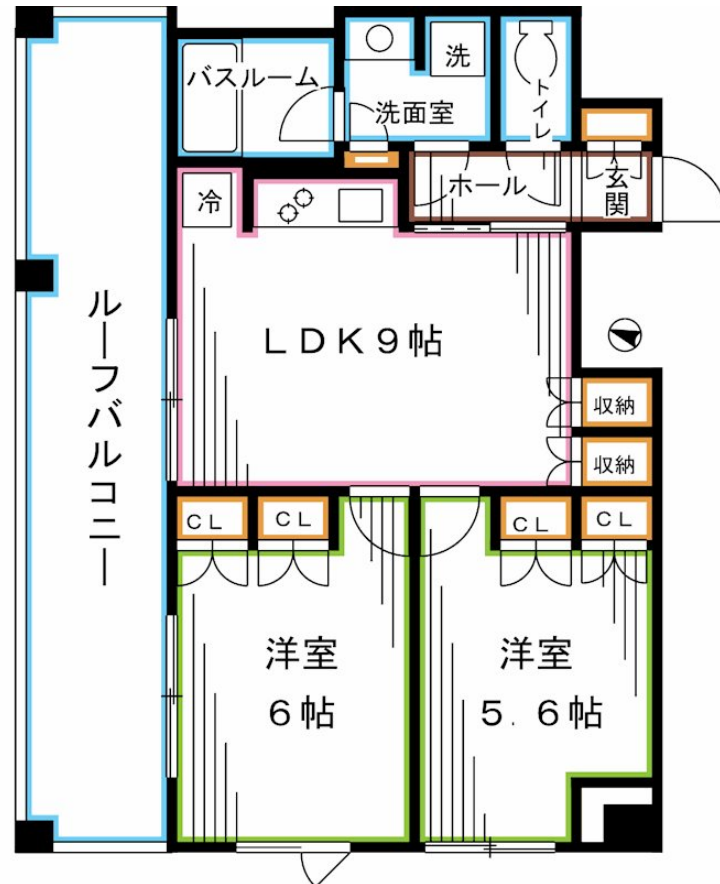 バスルーム
洗
洗面室
トイレ
冷
ホール
玄関
ルーフバルコニー
LDK9帖
収納
収納
CL
CL
CL
CL
洋室
6帖
洋室
5.6帖